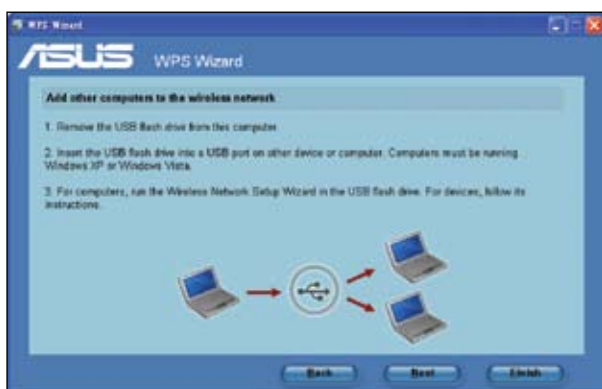 WPS Wizard
ASUS WPS Wizard
Add other computers to the wireless network
1. Remove the USB flash drive from this computer
2. Insert the USB flash drive into a USB port on other device or computer. Computers must be running
Windows XP or Windows Vista.
3. For computers, run the Wireless Network Setup Wizard in the USB flash drive. For devices, follow its
instructions.
Back Next Finish